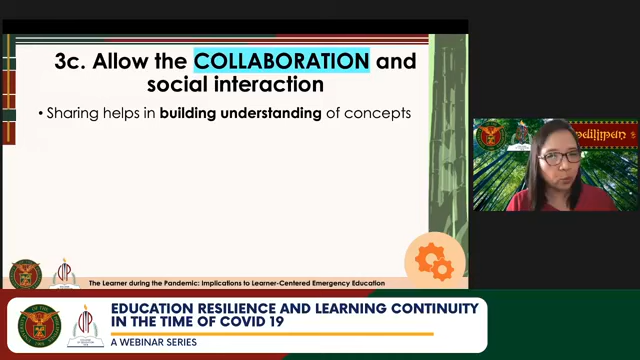 3c. Allow the COLLABORATION and
social interaction
• Sharing helps in building understanding of concepts
The Learner during the Pandemic: Implications to Learner-Centered Emergency Education
EDUCATION RESILIENCE AND LEARNING CONTINUITY
IN THE TIME OF COVID 19
A WEBINAR SERIES